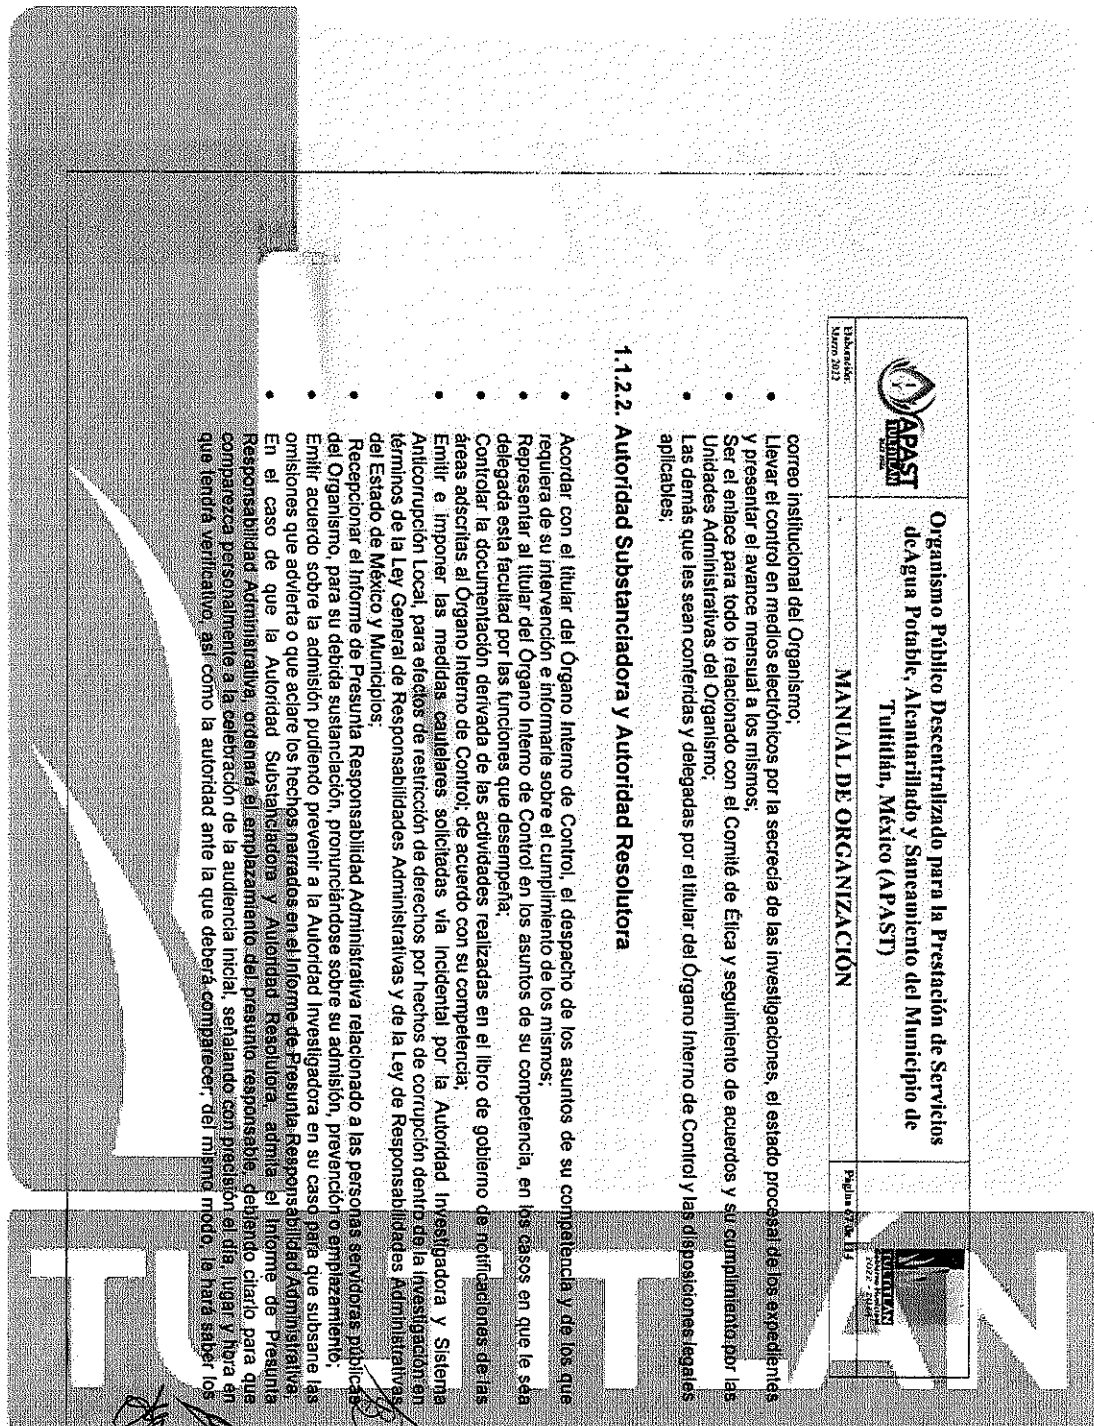 APAST
TULTITLÁN
Organismo Público Descentralizado para la Prestación de Servicios
deAgua Potable, Alcantarillado y Saneamiento del Municipio de
Tultitlán, México (APAST)
TULTITLÁN
Elaboración:
Marzo 2022
MANUAL DE ORGANIZACIÓN
correo institucional del Organismo;
• Llevar el control en medios electrónicos por la secrecía de las investigaciones, el estado procesal de los expedientes
y presentar el avance mensual a los mismos;
• Ser el enlace para todo lo relacionado con el Comité de Ética y seguimiento de acuerdos y su cumplimiento por las
Unidades Administrativas del Organismo;
• Las demás que les sean conferidas y delegadas por el titular del Órgano Interno de Control y las disposiciones legales
aplicables;
1.1.2.2. Autoridad Substanciadora y Autoridad Resolutora
• Acordar con el titular del Órgano Interno de Control, el despacho de los asuntos de su competencia y de los que
requiera de su intervención e informarle sobre el cumplimiento de los mismos;
• Representar al titular del Órgano Interno de Control en los asuntos de su competencia, en los casos en que le sea
delegada esta facultad por las funciones que desempeña;
• Controlar la documentación derivada de las actividades realizadas en el libro de gobierno de notificaciones de las
áreas adscritas al Órgano Interno de Control; de acuerdo con su competencia;
• Emitir e imponer las medidas cautelares solicitadas vía incidental por la Autoridad Investigadora y Sistema
Anticorrupción Local, para efectos de restricción de derechos por hechos de corrupción dentro de la investigación en
términos de la Ley General de Responsabilidades Administrativas y de la Ley de Responsabilidades Administrativas
del Estado de México y Municipios;
• Recepcionar el Informe de Presunta Responsabilidad Administrativa relacionado a las personas servidoras públicas
del Organismo, para su debida sustanciación, pronunciándose sobre su admisión, prevención o emplazamiento;
• Emitir acuerdo sobre la admisión pudiendo prevenir a la Autoridad Investigadora en su caso para que subsane las
omisiones que advierta o que aclare los hechos narrados en el Informe de Presunta Responsabilidad Administrativa;
• En el caso de que la Autoridad Substanciadora y Autoridad Resolutora, admita el Informe de Presunta
Responsabilidad Administrativa, ordenará el emplazamiento del presunto responsable, debiendo citarlo para que
comparezca personalmente a la celebración de la audiencia inicial, señalando con precisión el día, lugar y hora en
que tendrá verificativo, así como la autoridad ante la que deberá comparecer; del mismo modo, le hará saber los
TULTITLÁN